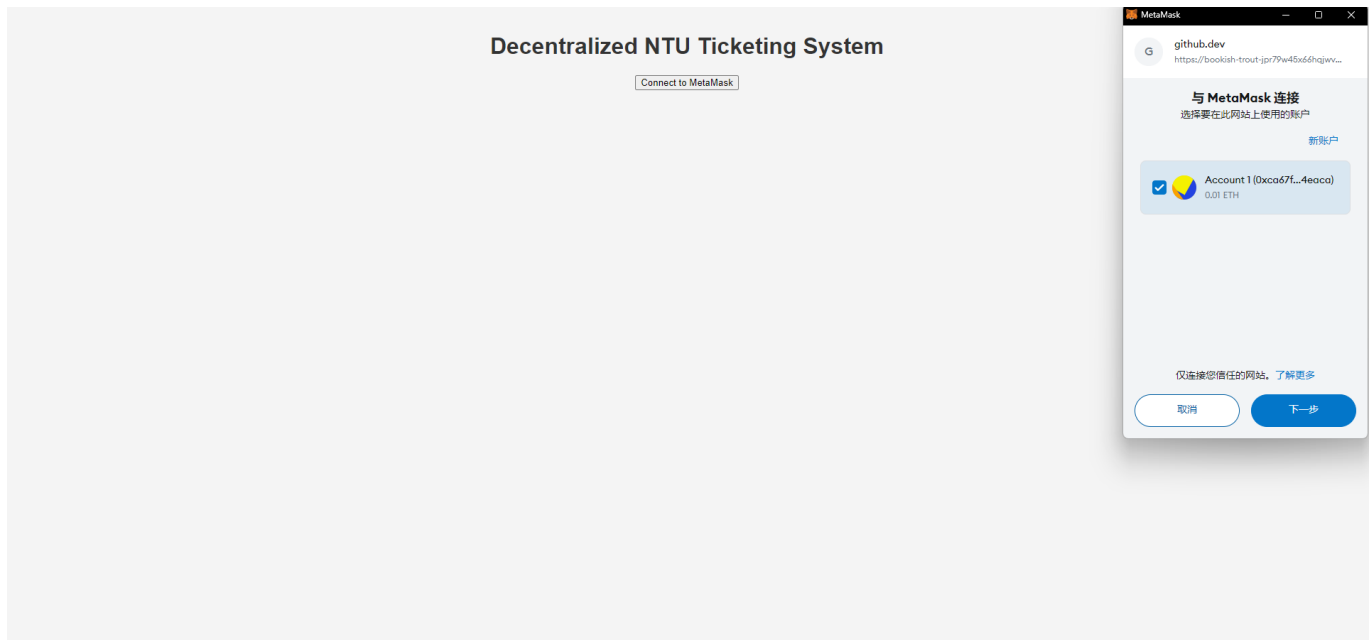 Decentralized NTU Ticketing System
Connect to MetaMask
MetaMask
G
github.dev
https://bookish-trout-jpr79w45x66hqjwv...
与 MetaMask 连接
选择要在此网站上使用的账户
新账户
Account 1 (0xca67f...4eaca)
0.01 ETH
仅连接您信任的网站。了解更多
取消
下一步